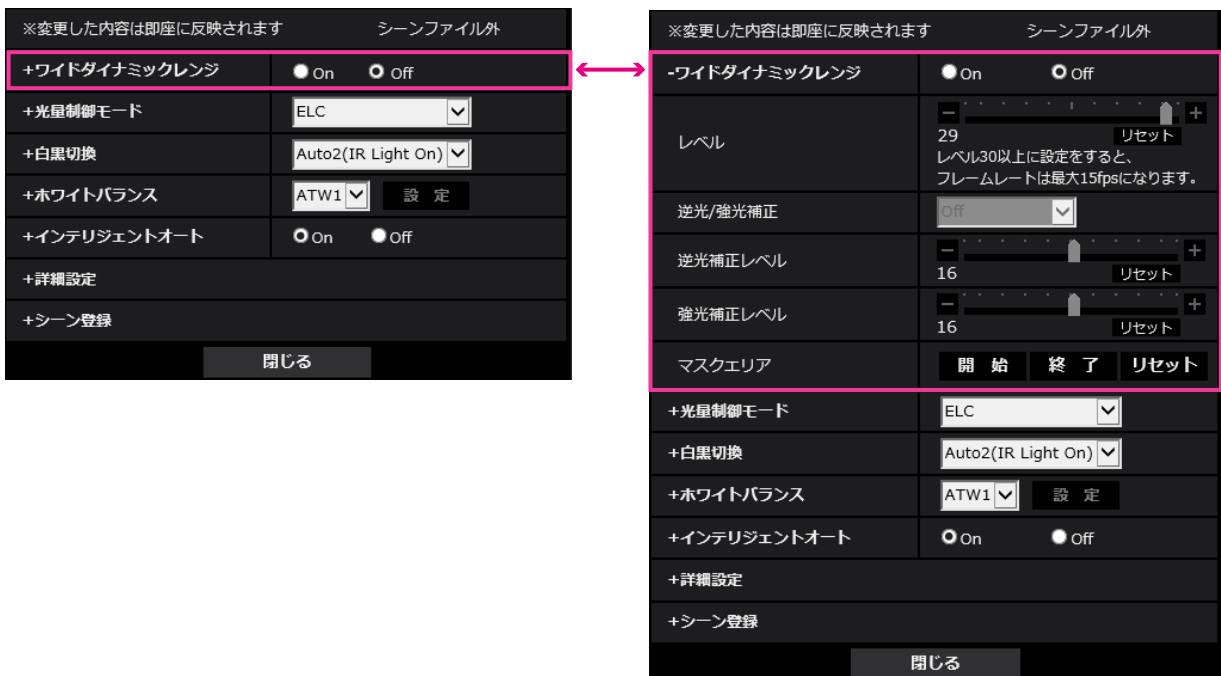 ※変更した内容は即座に反映されます シーンファイル外
+ワイドダイナミックレンジ On Off
+光量制御モード ELC
+白黒切換 Auto2(IR Light On)
+ホワイトバランス ATW1 設 定
+インテリジェントオート On Off
+詳細設定
+シーン登録
閉じる
※変更した内容は即座に反映されます シーンファイル外
-ワイドダイナミックレンジ On Off
レベル - +
29 リセット
レベル30以上に設定をすると、
フレームレートは最大15fpsになります。
逆光/強光補正 Off
逆光補正レベル - +
16 リセット
強光補正レベル - +
16 リセット
マスクエリア 開 始 終 了 リセット
+光量制御モード ELC
+白黒切換 Auto2(IR Light On)
+ホワイトバランス ATW1 設 定
+インテリジェントオート On Off
+詳細設定
+シーン登録
閉じる